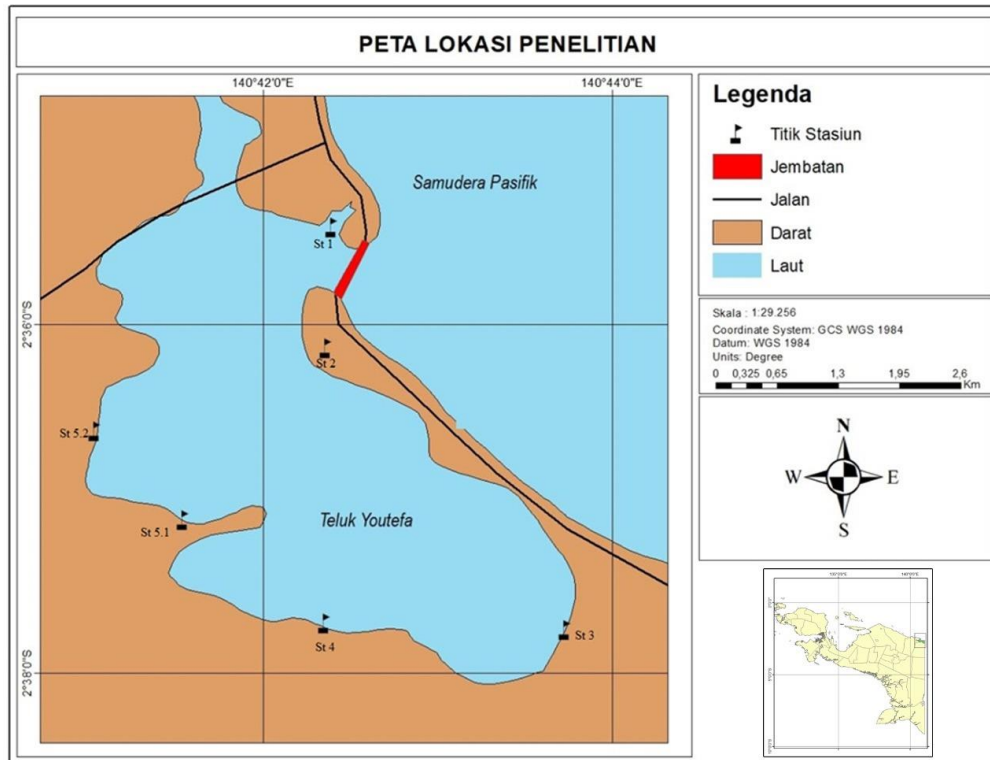 PETA LOKASI PENELITIAN
140°42'0"E
140°44'0"E
Samudera Pasifik
St 1
2°36'0"S
St 2
St 5.2
Teluk Youtefa
St 5.1
St 4
St 3
2°38'0"S
Legenda
Titik Stasiun
Jembatan
Jalan
Darat
Laut
Skala : 1:29.256
Coordinate System: GCS WGS 1984
Datum: WGS 1984
Units: Degree
0 0,325 0,65 1,3 1,95 2,6
Km
N
W E
S